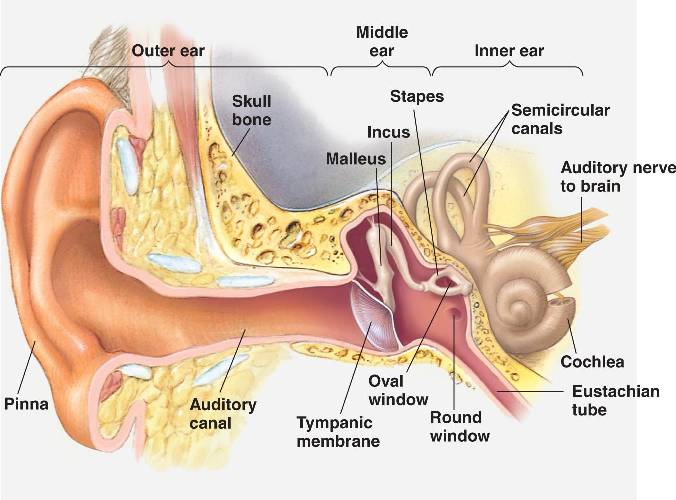 Outer ear
Middle
ear
Inner ear
Skull
bone
Stapes
Incus
Malleus
Semicircular
canals
Auditory nerve
to brain
Pinna
Auditory
canal
Tympanic
membrane
Oval
window
Round
window
Cochlea
Eustachian
tube